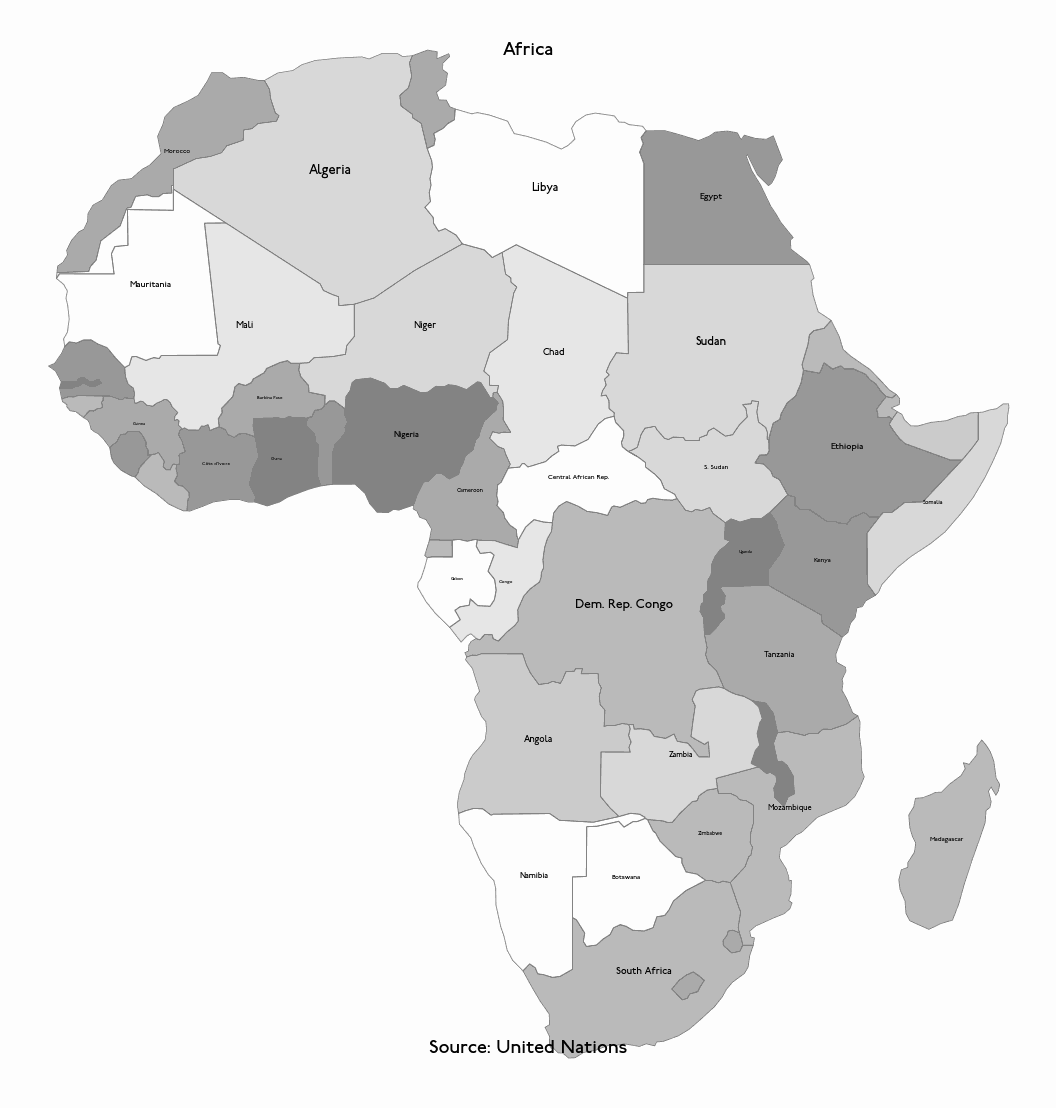 Africa
Morocco
Algeria
Libya
Egypt
Mauritania
Mali
Niger
Chad
Sudan
Burkina Faso
Guinea
Nigeria
Ethiopia
Côte d'Ivoire
Ghana
S. Sudan
Central African Rep.
Cameroon
Somalia
Uganda
Kenya
Gabon
Congo
Dem. Rep. Congo
Tanzania
Angola
Zambia
Mozambique
Zimbabwe
Madagascar
Namibia
Botswana
South Africa
Source: United Nations